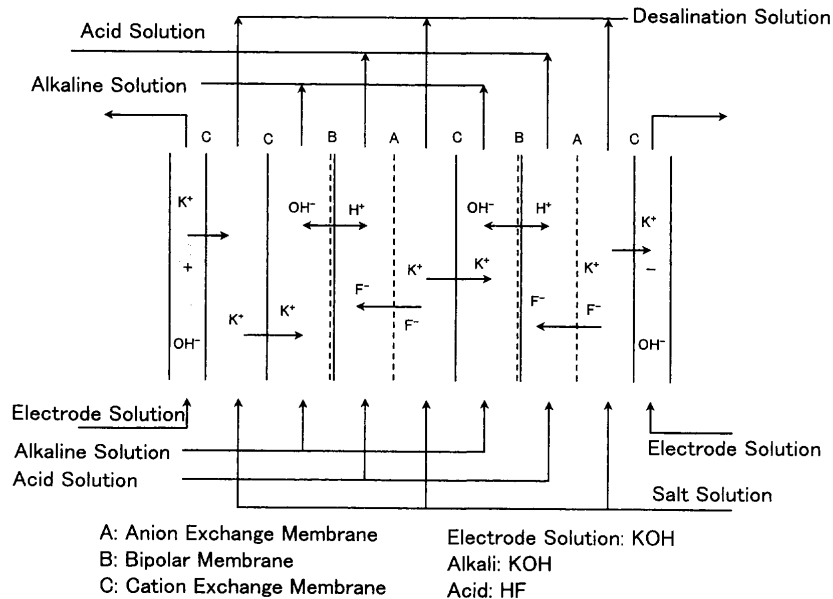 Desalination Solution
Acid Solution
Alkaline Solution
C C B A C B A C
K⁺ OH⁻ H⁺ OH⁻ H⁺ K⁺
+ K⁺ K⁺ K⁺ −
K⁺ K⁺ F⁻ F⁻
OH⁻ F⁻ F⁻ OH⁻
Electrode Solution
Alkaline Solution Electrode Solution
Acid Solution
Salt Solution
A: Anion Exchange Membrane Electrode Solution: KOH
B: Bipolar Membrane Alkali: KOH
C: Cation Exchange Membrane Acid: HF